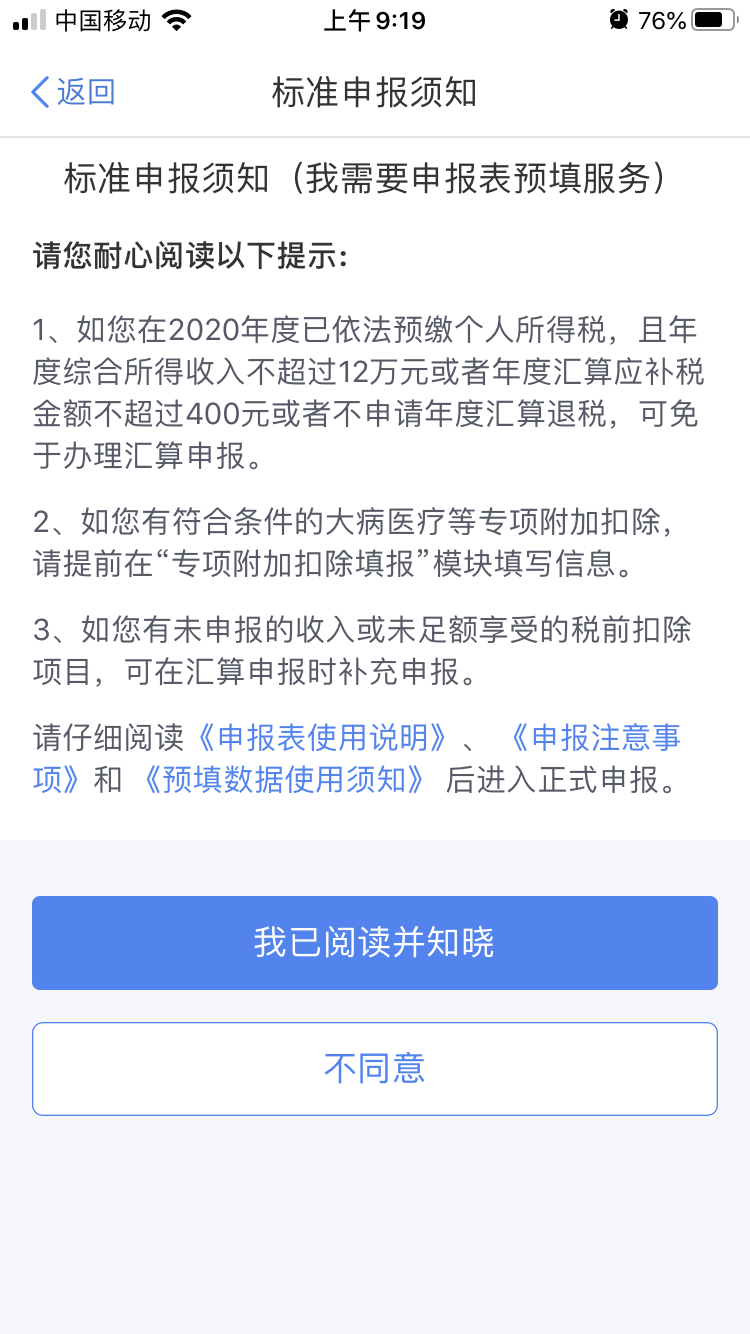 中国移动 上午 9:19 76%
返回 标准申报须知
标准申报须知（我需要申报表预填服务）
请您耐心阅读以下提示:
1、如您在2020年度已依法预缴个人所得税，且年
度综合所得收入不超过12万元或者年度汇算应补税
金额不超过400元或者不申请年度汇算退税，可免
于办理汇算申报。
2、如您有符合条件的大病医疗等专项附加扣除，
请提前在“专项附加扣除填报”模块填写信息。
3、如您有未申报的收入或未足额享受的税前扣除
项目，可在汇算申报时补充申报。
请仔细阅读《申报表使用说明》、《申报注意事
项》和《预填数据使用须知》后进入正式申报。
我已阅读并知晓
不同意